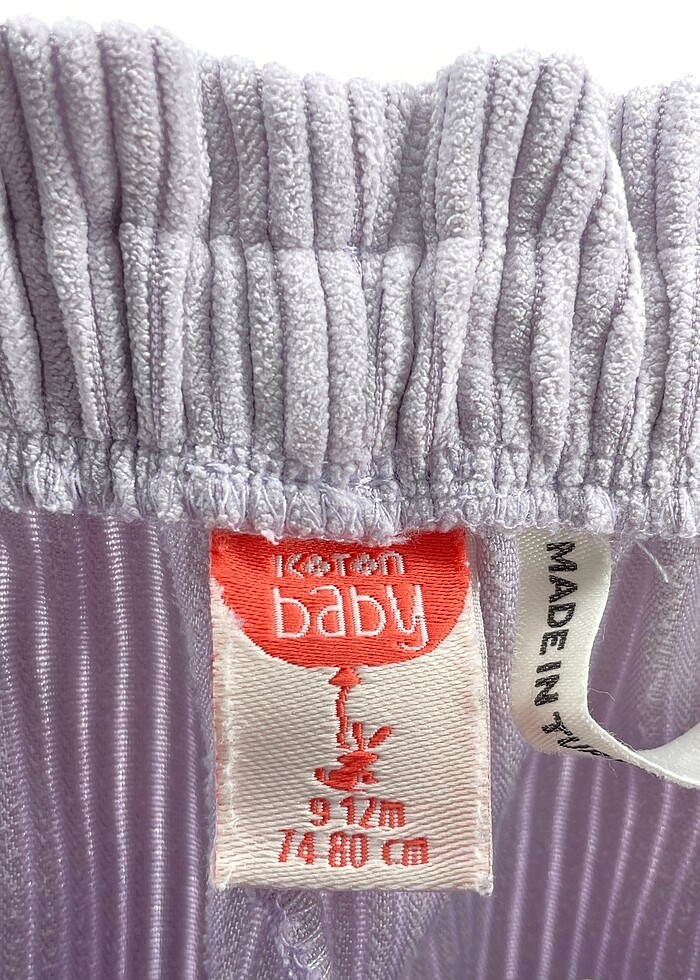 Koton
baby
9 12m
74 80 cm
MADE IN TU